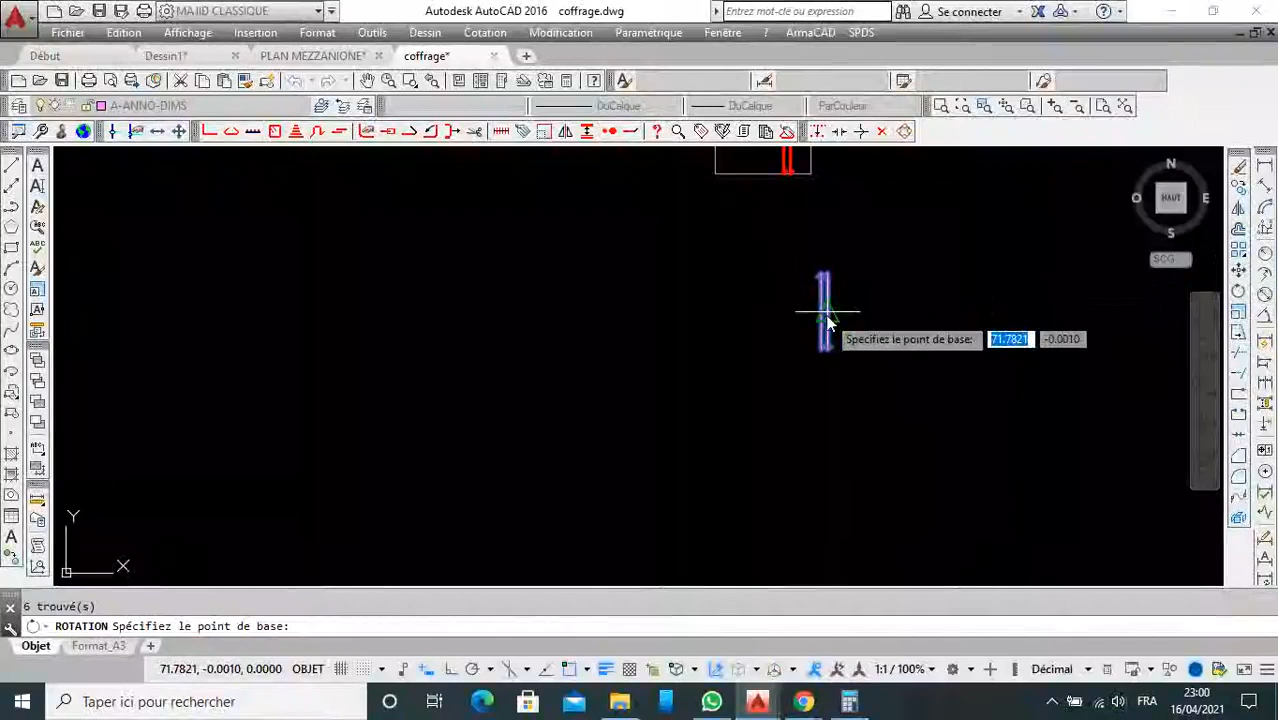 MAJID CLASSIQUE
Autodesk AutoCAD 2016 coffrage.dwg
Entrez mot-clé ou expression
Se connecter
Fichier Edition Affichage Insertion Format Outils Dessin Cotation Modification Paramétrique Fenêtre ? ArmaCAD SPDS
Début Dessin1* PLAN MEZZANINE* coffrage*
A-ANNO-DIMS DuCalque DuCalque ParCouleur
N
O HAUT E
S
SCG
Specifiez le point de base: 71.7821 -0.0010
Y
X
6 trouvé(s)
ROTATION Spécifiez le point de base:
Objet Format_A3
71.7821, -0.0010, 0.0000 OBJET 1:1 / 100% Décimal
Taper ici pour rechercher
FRA
23:00
16/04/2021